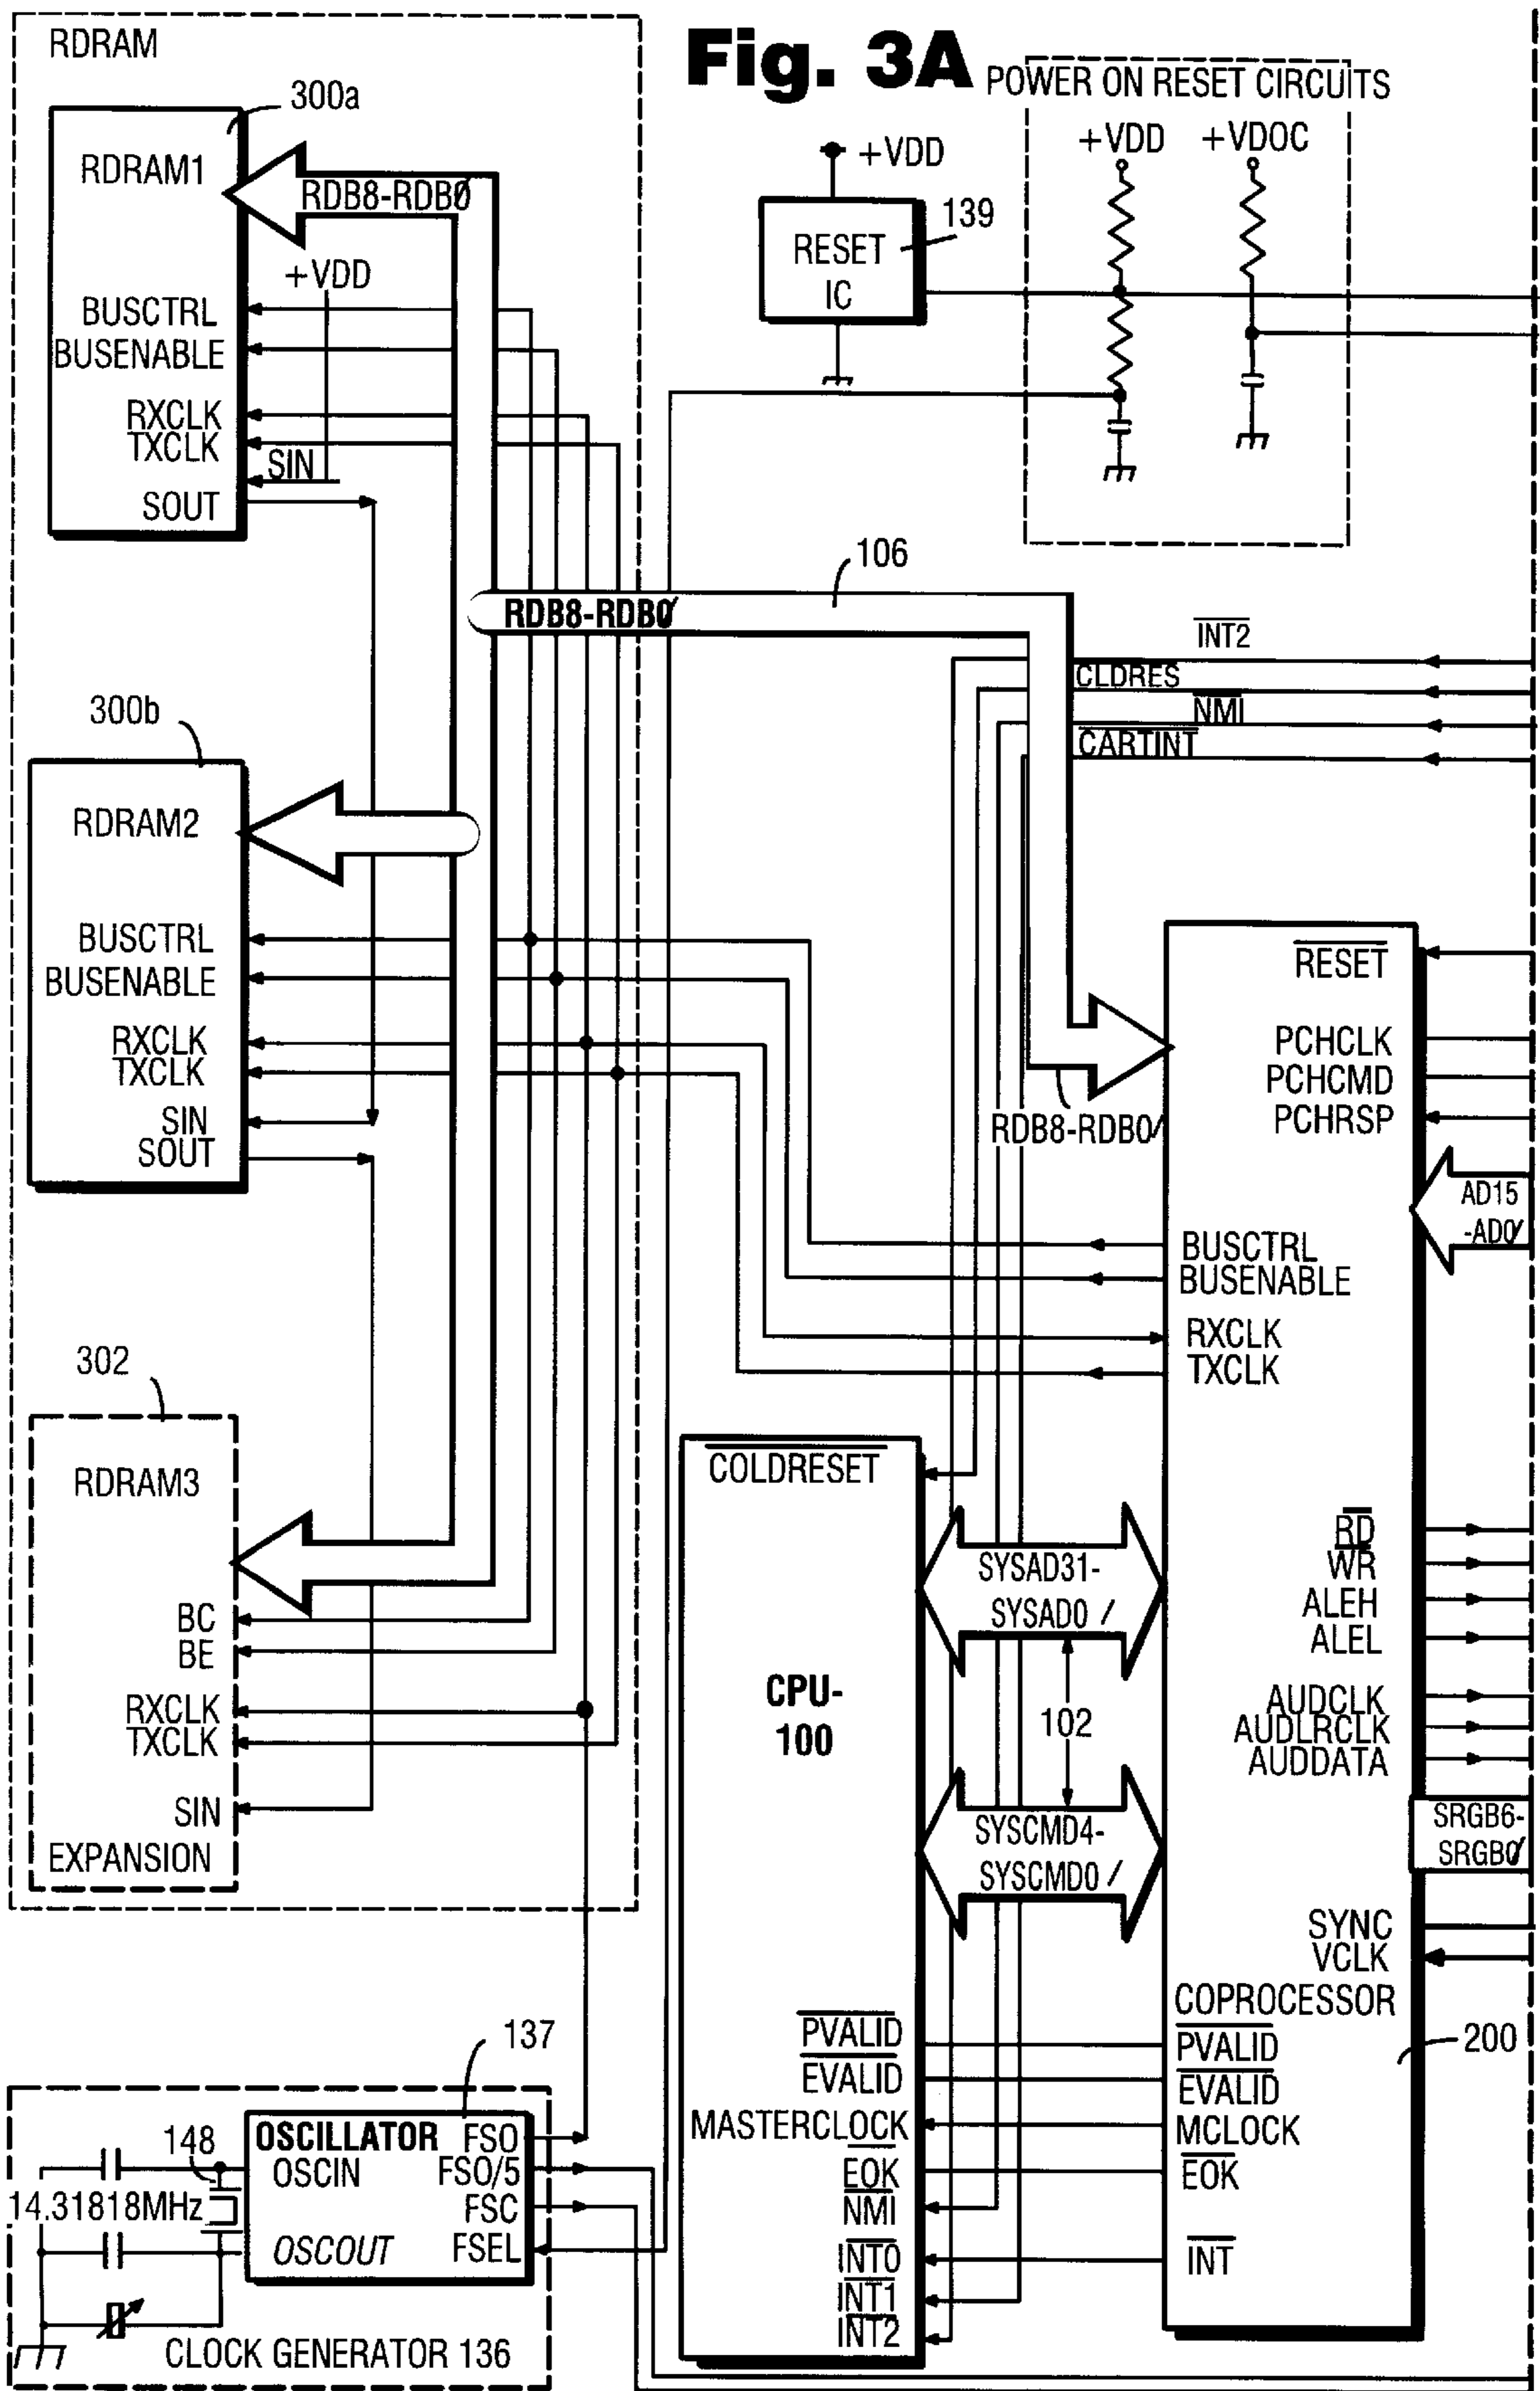 Fig. 3A
RDRAM
300a
RDRAM1
RDB8-RDB0
+VDD
BUSCTRL
BUSENABLE
RXCLK
TXCLK
SIN
SOUT
POWER ON RESET CIRCUITS
+VDD
+VDOC
+VDD
RESET
IC
139
106
RDB8-RDB0
INT2
CLDRES
NMI
CARTINT
300b
RDRAM2
BUSCTRL
BUSENABLE
RXCLK
TXCLK
SIN
SOUT
RESET
PCHCLK
PCHCMD
PCHRSP
RDB8-RDB0
AD15
-AD0
BUSCTRL
BUSENABLE
RXCLK
TXCLK
302
RDRAM3
BC
BE
RXCLK
TXCLK
SIN
EXPANSION
COLDRESET
SYSAD31-
SYSAD0
CPU-
100
102
SYSCMD4-
SYSCMD0
RD
WR
ALEH
ALEL
AUDCLK
AUDLRCLK
AUDDATA
SRGB6-
SRGB0
SYNC
VCLK
COPROCESSOR
200
PVALID
EVALID
MASTERCLOCK
EOK
NMI
INT0
INT1
INT2
PVALID
EVALID
MCLOCK
EOK
INT
137
148
OSCILLATOR FSO
OSCIN FSO/5
14.31818MHz
FSC
OSCOUT FSEL
CLOCK GENERATOR 136